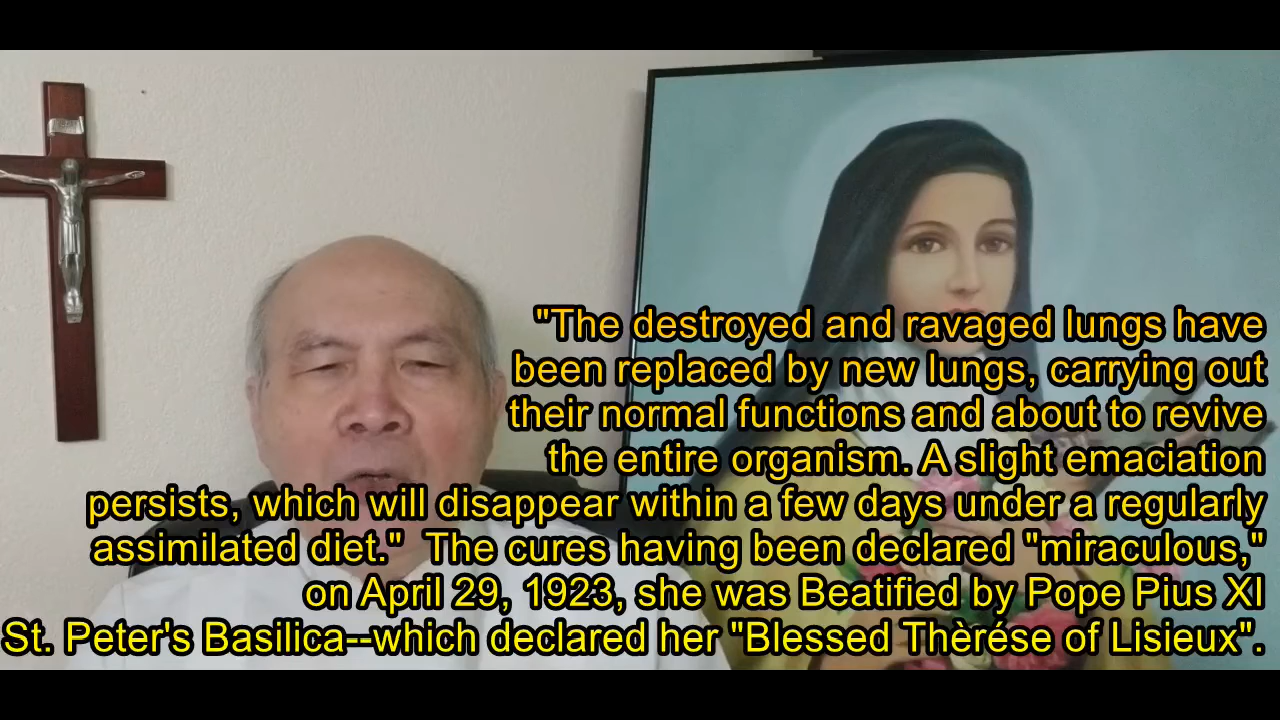 "The destroyed and ravaged lungs have
been replaced by new lungs, carrying out
their normal functions and about to revive
the entire organism. A slight emaciation
persists, which will disappear within a few days under a regularly
assimilated diet."  The cures having been declared "miraculous,"
on April 29, 1923, she was Beatified by Pope Pius XI
St. Peter's Basilica--which declared her "Blessed Thèrése of Lisieux".